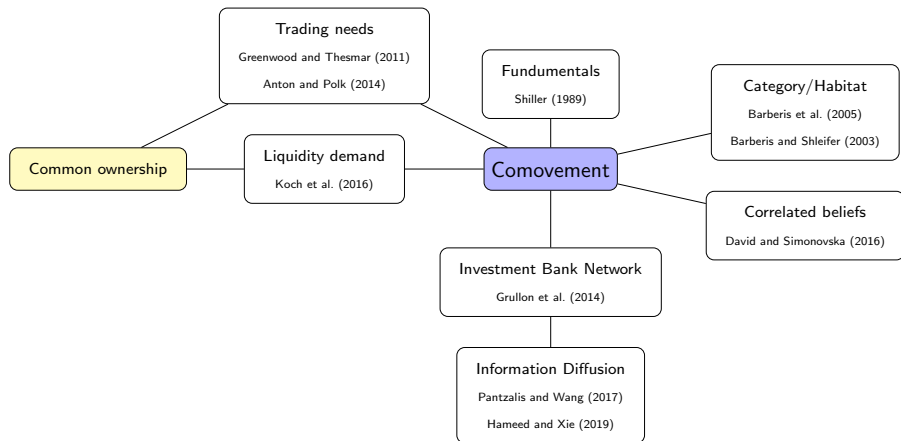 Trading needs
Greenwood and Thesmar (2011)
Anton and Polk (2014)
Fundumentals
Shiller (1989)
Category/Habitat
Barberis et al. (2005)
Barberis and Shleifer (2003)
Common ownership
Liquidity demand
Koch et al. (2016)
Comovement
Correlated beliefs
David and Simonovska (2016)
Investment Bank Network
Grullon et al. (2014)
Information Diffusion
Pantzalis and Wang (2017)
Hameed and Xie (2019)